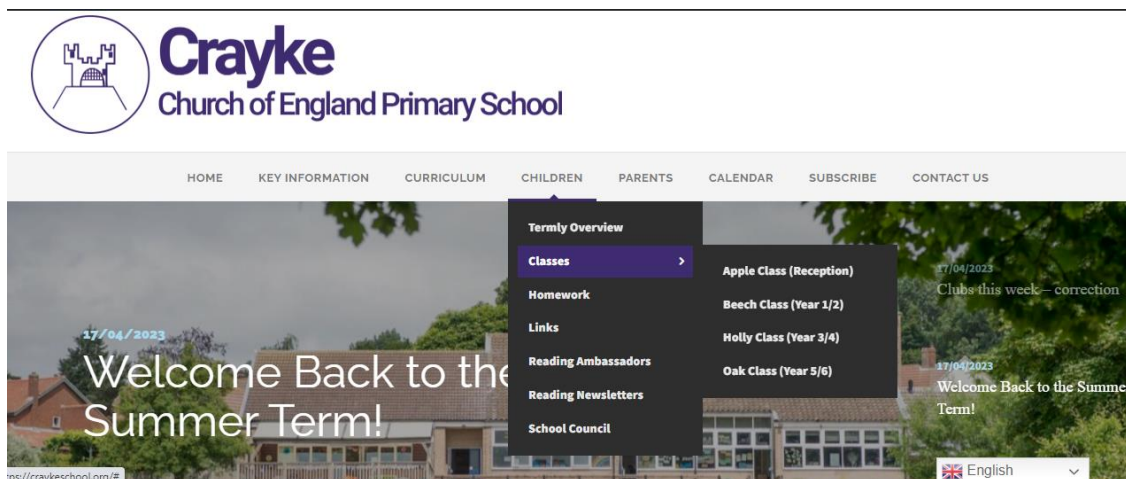 Crayke
Church of England Primary School
HOME KEY INFORMATION CURRICULUM CHILDREN PARENTS CALENDAR SUBSCRIBE CONTACT US
Termly Overview
Classes
Homework
Links
Reading Ambassadors
Reading Newsletters
School Council
Apple Class (Reception)
Beech Class (Year 1/2)
Holly Class (Year 3/4)
Oak Class (Year 5/6)
17/04/2023
Welcome Back to the
Summer Term!
17/04/2023
Clubs this week – correction
17/04/2023
Welcome Back to the Summe
Term!
English
tps://craykeschool.org/#